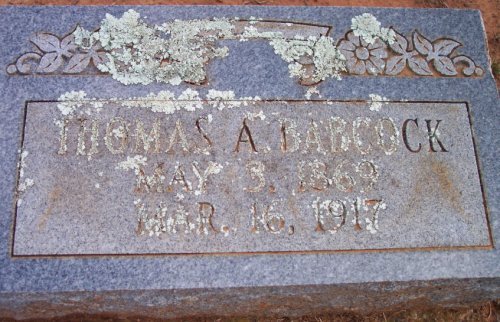 THOMAS A. BABCOCK
MAY 3, 1869
MAR. 16, 1917